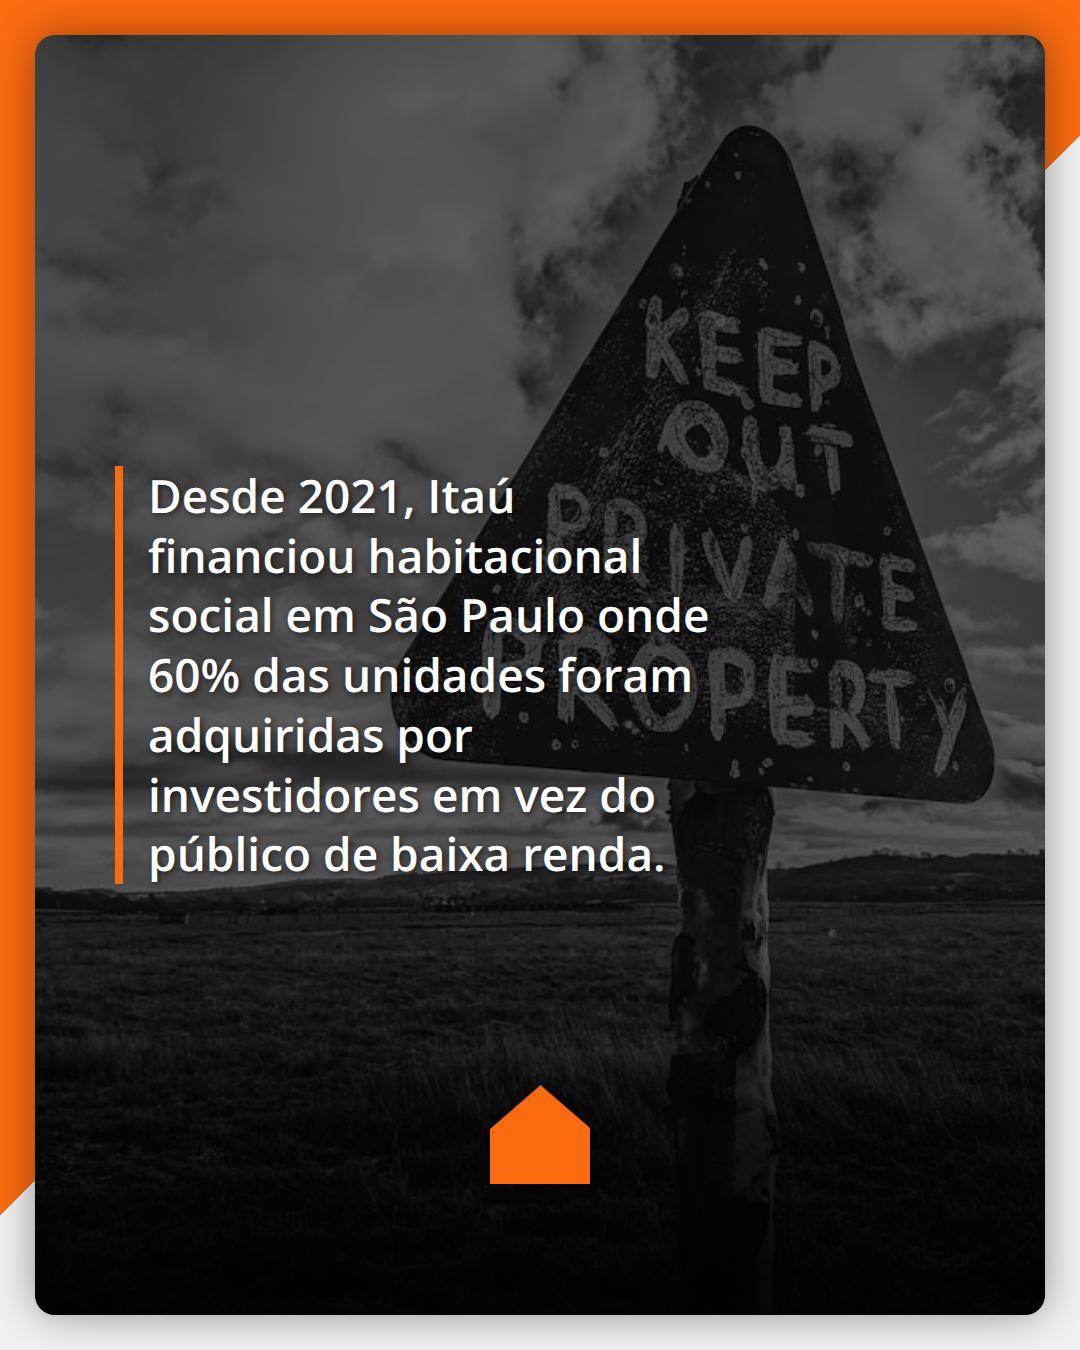 KEEP
OUT
PRIVATE
PROPERTY
Desde 2021, Itaú
financiou habitacional
social em São Paulo onde
60% das unidades foram
adquiridas por
investidores em vez do
público de baixa renda.